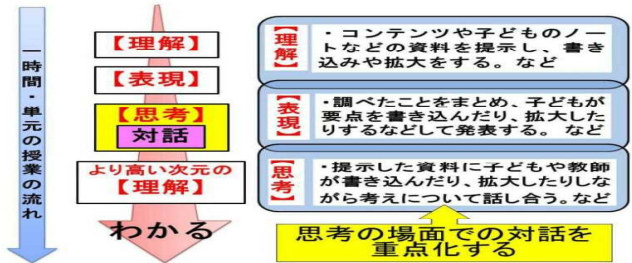 一時間・単元の授業の流れ
【理解】
【表現】
【思考】
対話
より高い次元の
【理解】
わかる
【理解】
・コンテンツや子どものノー
トなどの資料を提示し、書き
込みや拡大をする。など
【表現】
・調べたことをまとめ、子どもが
要点を書き込んだり、拡大した
りするなどして発表する。 など
【思考】
・提示した資料に子どもや教師
が書き込んだり、拡大したりしな
がら考えについて話し合う。など
思考の場面での対話を
重点化する